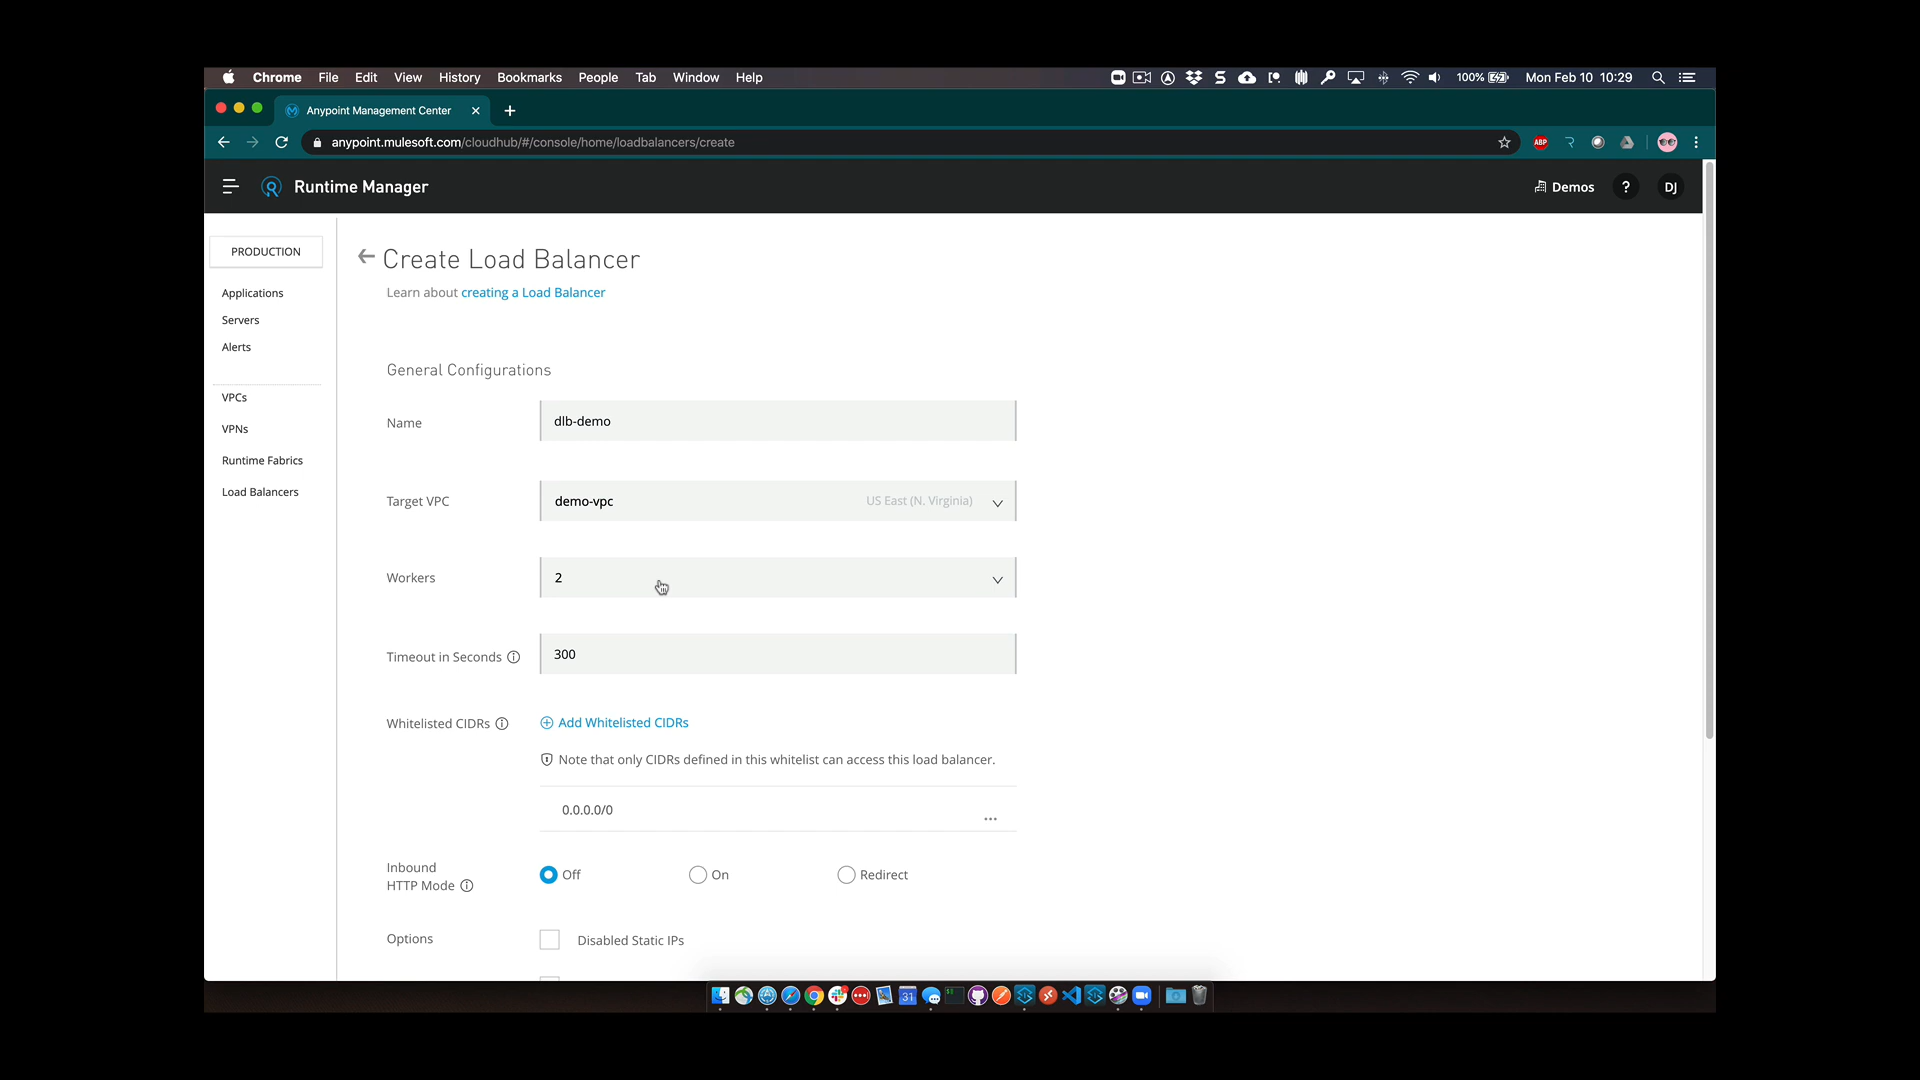 Chrome File Edit View History Bookmarks People Tab Window Help 100% Mon Feb 10 10:29
Anypoint Management Center
anypoint.mulesoft.com/cloudhub/#/console/home/loadbalancers/create
ABP
Runtime Manager Demos ? DJ
PRODUCTION
Applications
Servers
Alerts
VPCs
VPNs
Runtime Fabrics
Load Balancers
Create Load Balancer
Learn about creating a Load Balancer
General Configurations
Name dlb-demo
Target VPC demo-vpc US East (N. Virginia)
Workers 2
Timeout in Seconds 300
Whitelisted CIDRs Add Whitelisted CIDRs
Note that only CIDRs defined in this whitelist can access this load balancer.
0.0.0.0/0 ...
Inbound
HTTP Mode Off On Redirect
Options Disabled Static IPs
31